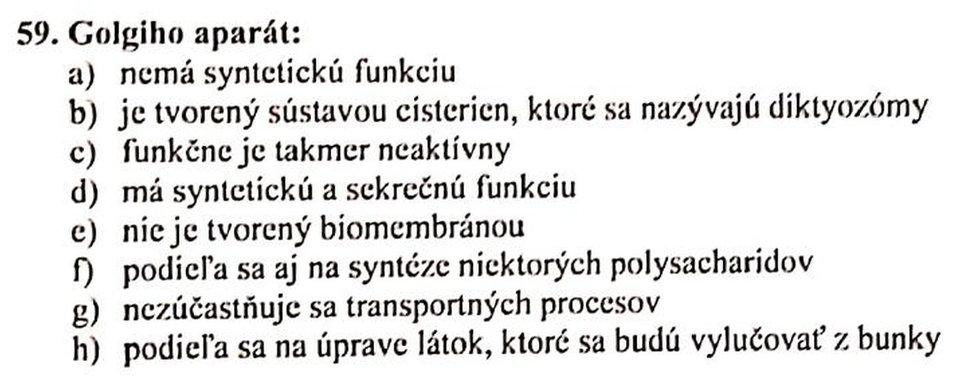 59. Golgiho aparát:
a) nemá syntetickú funkciu
b) je tvorený sústavou cisterien, ktoré sa nazývajú diktyozómy
c) funkčne je takmer neaktívny
d) má syntetickú a sekrečnú funkciu
e) nie je tvorený biomembránou
f) podieľa sa aj na syntéze niektorých polysacharidov
g) nezúčastňuje sa transportných procesov
h) podieľa sa na úprave látok, ktoré sa budú vylučovať z bunky